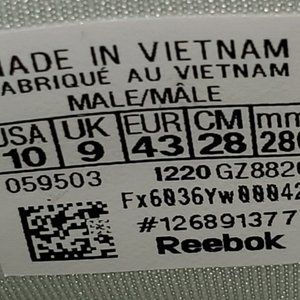 MADE IN VIETNAM
FABRIQUÉ AU VIETNAM
MALE/MÂLE
USA UK EUR CM mm
10 9 43 28 280
059503 1220 GZ882
Fx6036Yw00042
#126891377
Reebok